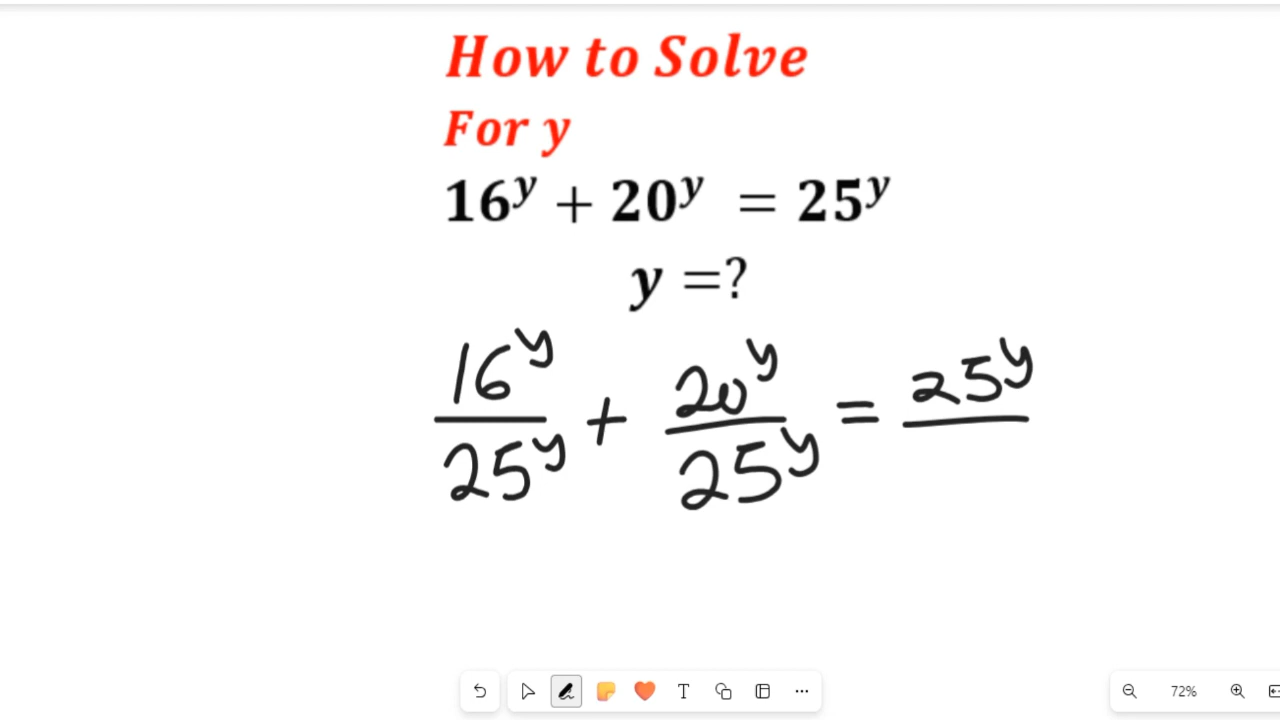 How to Solve
For y
16^y + 20^y = 25^y
y =?
16^y/25^y + 20^y/25^y = 25^y/
T
72%